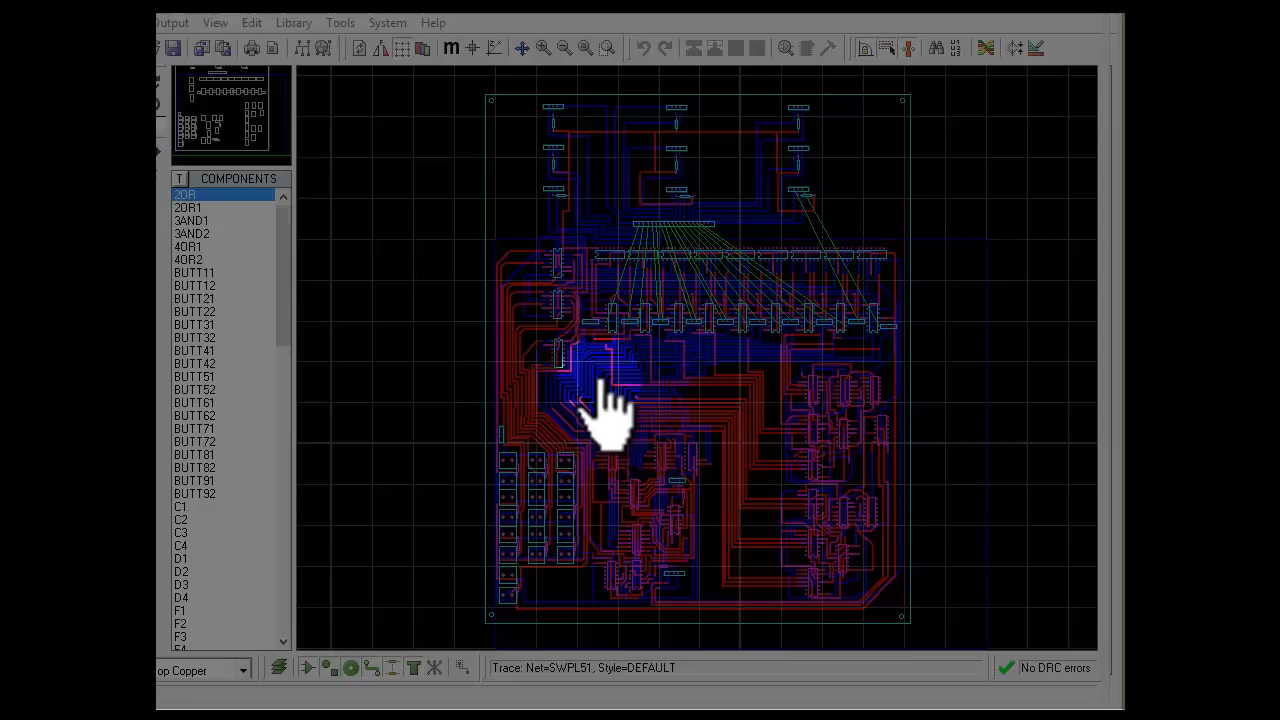 Output View Edit Library Tools System Help
m
T COMPONENTS
2OR
2OR1
3AND1
3AND2
4OR1
4OR2
BUTT11
BUTT12
BUTT21
BUTT22
BUTT31
BUTT32
BUTT41
BUTT42
BUTT51
BUTT52
BUTT61
BUTT62
BUTT71
BUTT72
BUTT81
BUTT82
BUTT91
BUTT92
C1
C2
C3
C4
D1
D2
D3
D4
F1
F2
F3
F4
op Copper
Trace: Net=SWPL51, Style=DEFAULT
No DRC errors